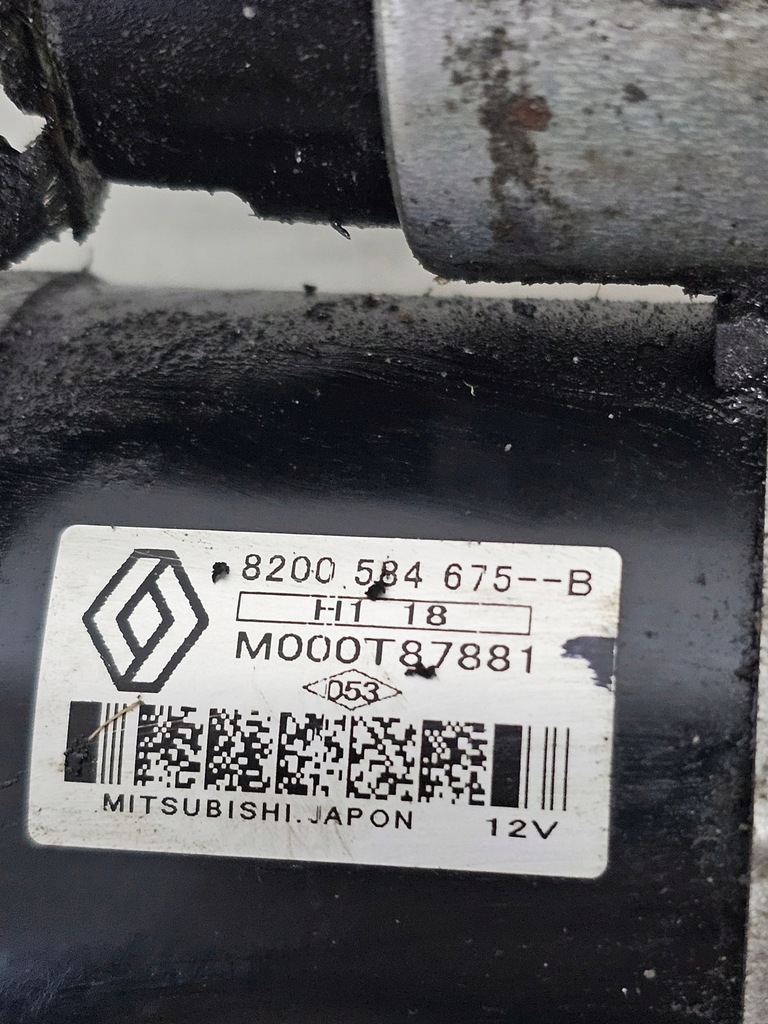 8200 584 675--B
H1 18
M000T87881
053
MITSUBISHI.JAPON 12V